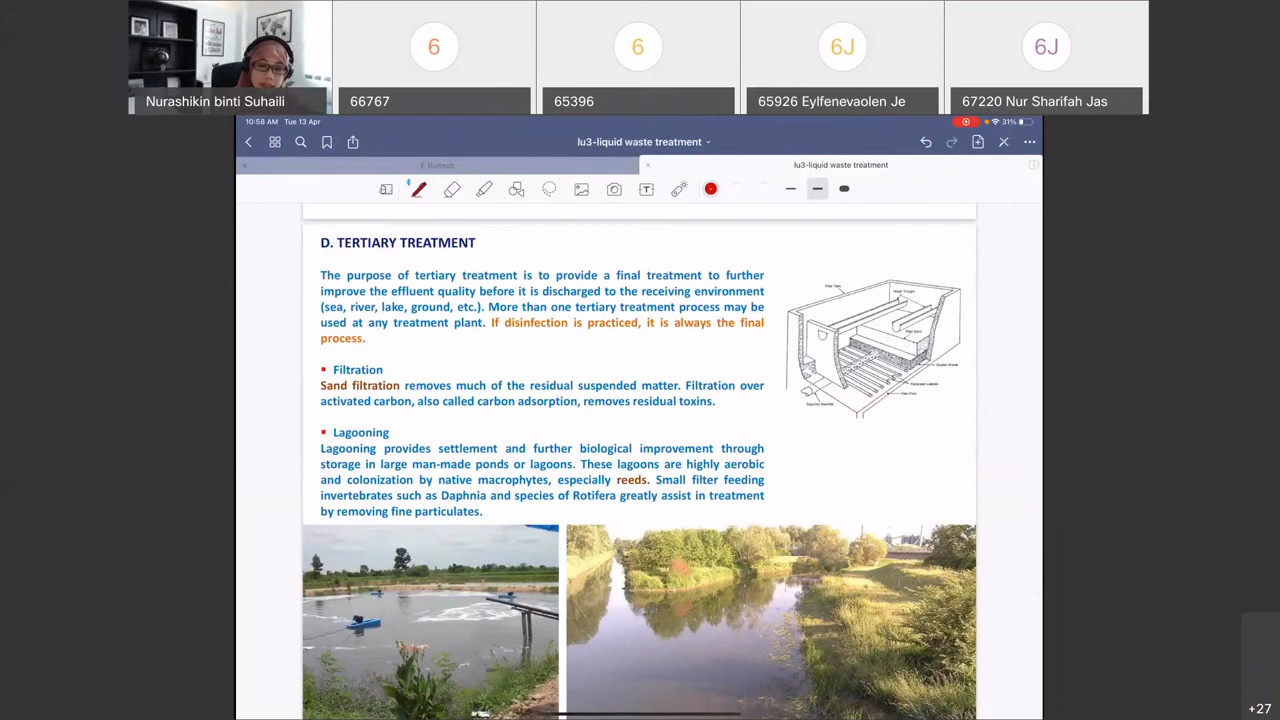 6
6
6J
6J
Nurashikin binti Suhaili
66767
65396
65926 Eylfenevaolen Je
67220 Nur Sharifah Jas
10:58 AM Tue 13 Apr
31%
lu3-liquid waste treatment
E Biotech
lu3-liquid waste treatment
D. TERTIARY TREATMENT
The purpose of tertiary treatment is to provide a final treatment to further
improve the effluent quality before it is discharged to the receiving environment
(sea, river, lake, ground, etc.). More than one tertiary treatment process may be
used at any treatment plant. If disinfection is practiced, it is always the final
process.
Filtration
Sand filtration removes much of the residual suspended matter. Filtration over
activated carbon, also called carbon adsorption, removes residual toxins.
Lagooning
Lagooning provides settlement and further biological improvement through
storage in large man-made ponds or lagoons. These lagoons are highly aerobic
and colonization by native macrophytes, especially reeds. Small filter feeding
invertebrates such as Daphnia and species of Rotifera greatly assist in treatment
by removing fine particulates.
+27